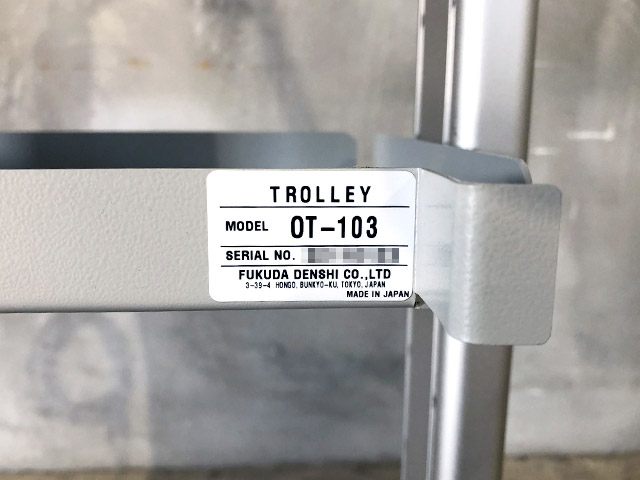 TROLLEY
MODEL OT-103
SERIAL NO.
FUKUDA DENSHI CO.,LTD
3-39-4 HONGO, BUNKYO-KU, TOKYO, JAPAN
MADE IN JAPAN